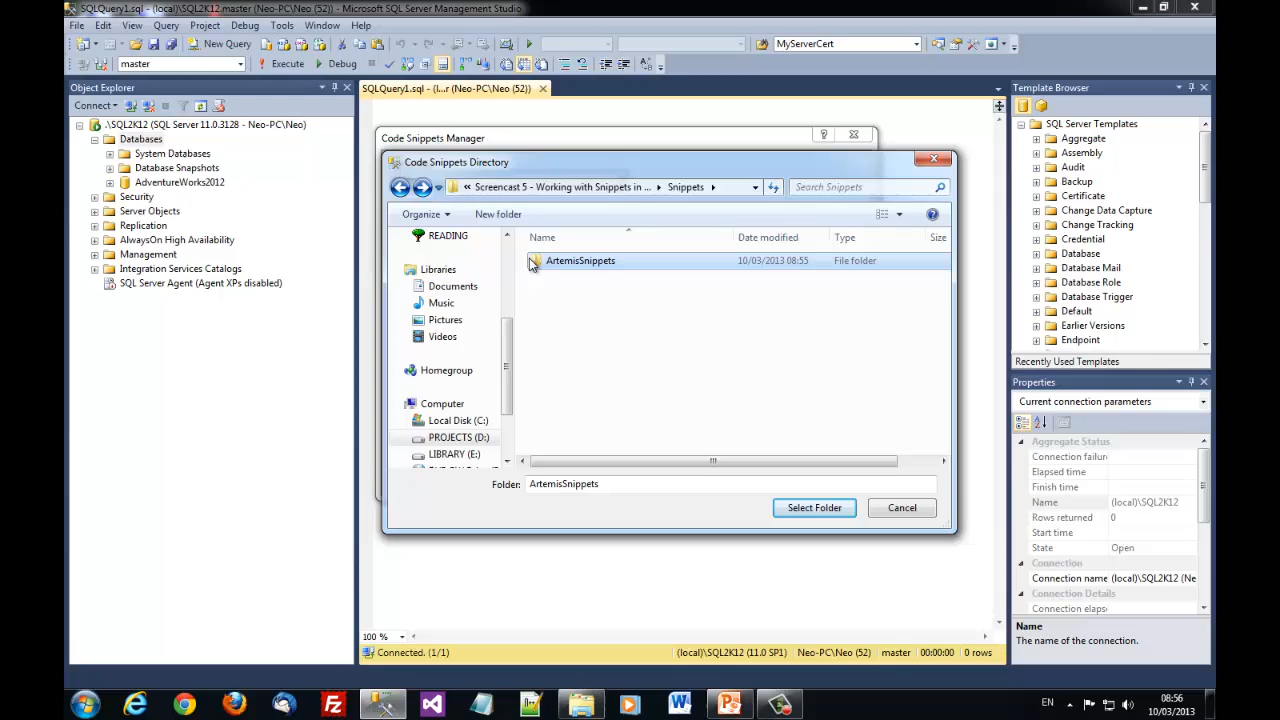 SQLQuery1.sql - (local)\SQL2K12.master (Neo-PC\Neo (52)) - Microsoft SQL Server Management Studio
File Edit View Query Project Debug Tools Window Help
New Query MyServerCert
master Execute Debug
Object Explorer
Connect
.\SQL2K12 (SQL Server 11.0.3128 - Neo-PC\Neo)
Databases
System Databases
Database Snapshots
AdventureWorks2012
Security
Server Objects
Replication
AlwaysOn High Availability
Management
Integration Services Catalogs
SQL Server Agent (Agent XPs disabled)
SQLQuery1.sql - (l...r (Neo-PC\Neo (52))
Code Snippets Manager
Code Snippets Directory
« Screencast 5 - Working with Snippets in ... Snippets Search Snippets
Organize New folder
Name Date modified Type Size
ArtemisSnippets 10/03/2013 08:55 File folder
READING
Libraries
Documents
Music
Pictures
Videos
Homegroup
Computer
Local Disk (C:)
PROJECTS (D:)
LIBRARY (E:)
Folder: ArtemisSnippets
Select Folder Cancel
100 %
Connected. (1/1) (local)\SQL2K12 (11.0 SP1) Neo-PC\Neo (52) master 00:00:00 0 rows
Template Browser
SQL Server Templates
Aggregate
Assembly
Audit
Backup
Certificate
Change Data Capture
Change Tracking
Credential
Database
Database Mail
Database Role
Database Trigger
Default
Earlier Versions
Endpoint
Recently Used Templates
Properties
Current connection parameters
Aggregate Status
Connection failur
Elapsed time
Finish time
Name (local)\SQL2K12
Rows returned 0
Start time
State Open
Connection
Connection name (local)\SQL2K12 (Ne
Connection Details
Connection elaps
Name
The name of the connection.
EN 08:56
10/03/2013